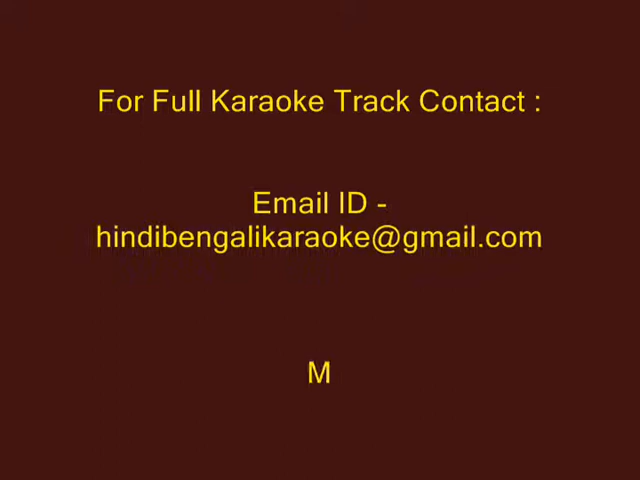 For Full Karaoke Track Contact :
Email ID -
hindibengalikaraoke@gmail.com
M